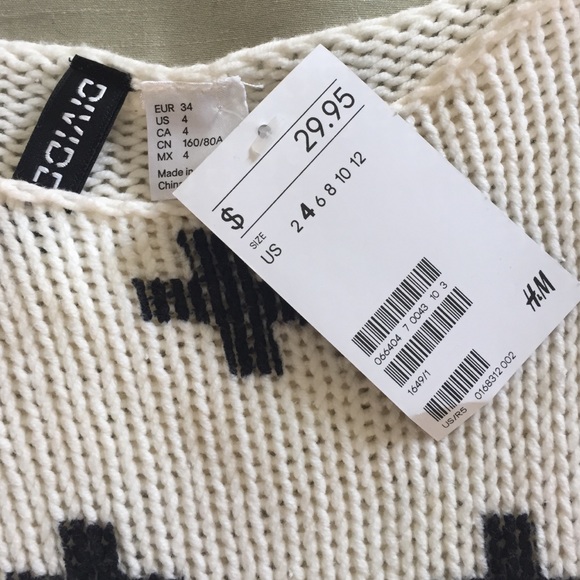 DIVIDE
EUR 34
US 4
CA 4
CN 160/80A
MX 4
Made in
China
$ 29.95
SIZE
US 2 4 6 8 10 12
066404 7 0043 10 3
1649/1
H&M
0168312 002
US/R5